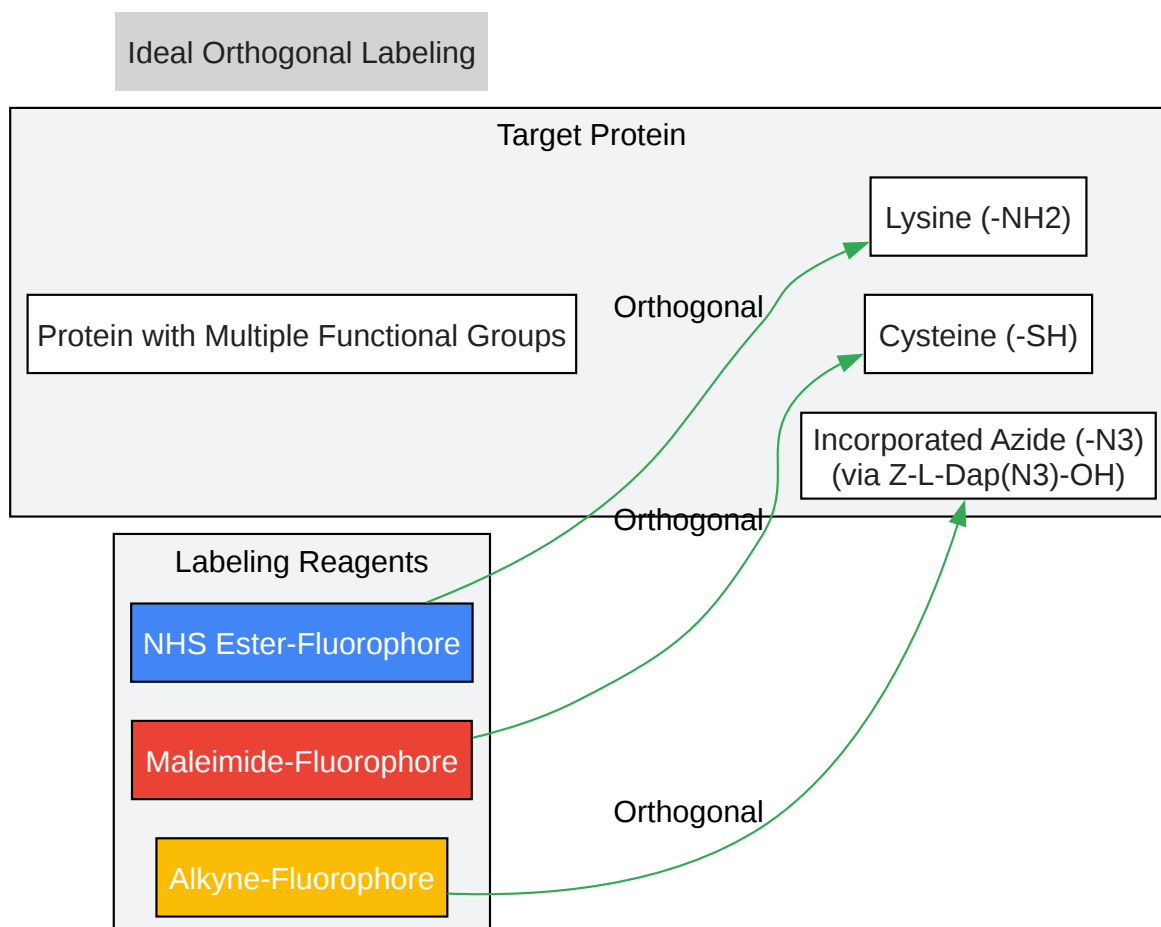 Ideal Orthogonal Labeling
Target Protein
Lysine (-NH2)
Orthogonal
Protein with Multiple Functional Groups
Cysteine (-SH)
Incorporated Azide (-N3)
(via Z-L-Dap(N3)-OH)
Orthogonal
Labeling Reagents
NHS Ester-Fluorophore
Maleimide-Fluorophore
Orthogonal
Alkyne-Fluorophore